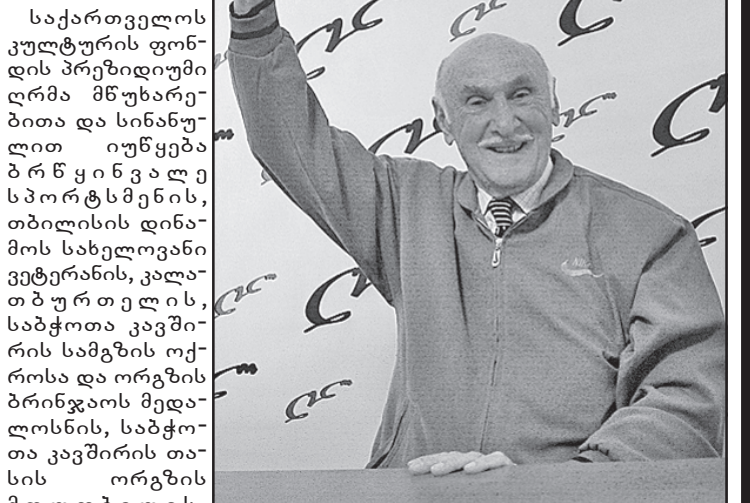 საქართველოს
კულტურის ფონ-
დის პრეზიდიუმი
ღრმა მწუხარე-
ბითა და სინანუ-
ლით იუწყება
ბრწყინვალე
სპორტსმენის,
თბილისის დინა-
მოს სახელოვანი
ვეტერანის, კალა-
თბურთელის,
საბჭოთა კავში-
რის სამგზის ოქ-
როსა და ორგზის
ბრინჯაოს მედა-
ლოსნის, საბჭო-
თა კავშირის თა-
სის ორგზის